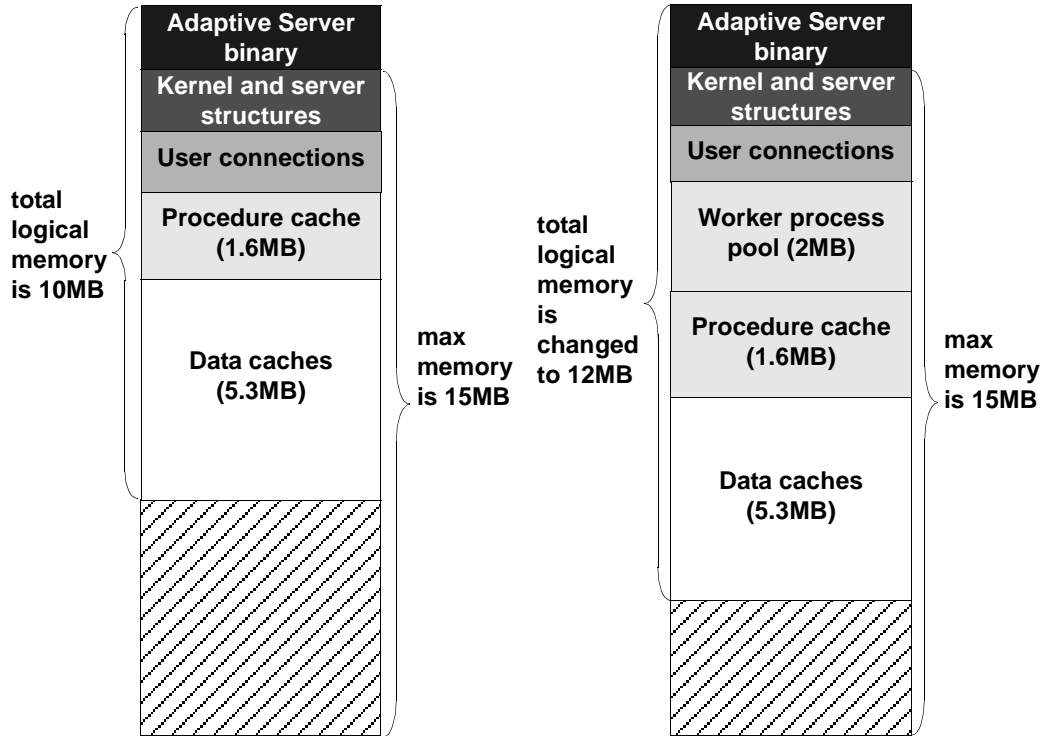 Adaptive Server
binary
Kernel and server
structures
User connections
Procedure cache
(1.6MB)
Data caches
(5.3MB)
total
logical
memory
is 10MB
max
memory
is 15MB
Adaptive Server
binary
Kernel and server
structures
User connections
Worker process
pool (2MB)
Procedure cache
(1.6MB)
Data caches
(5.3MB)
total
logical
memory
is
changed
to 12MB
max
memory
is 15MB